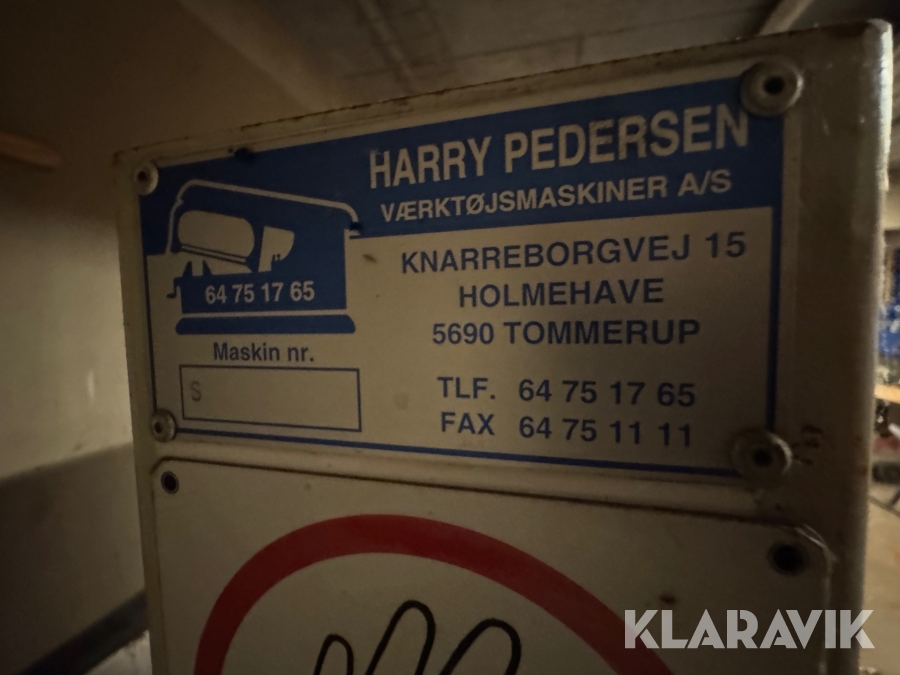 HARRY PEDERSEN
VÆRKTØJSMASKINER A/S
64 75 17 65
KNARREBORGVEJ 15
HOLMEHAVE
5690 TOMMERUP
Maskin nr.
S
TLF. 64 75 17 65
FAX 64 75 11 11
KLARAVIK